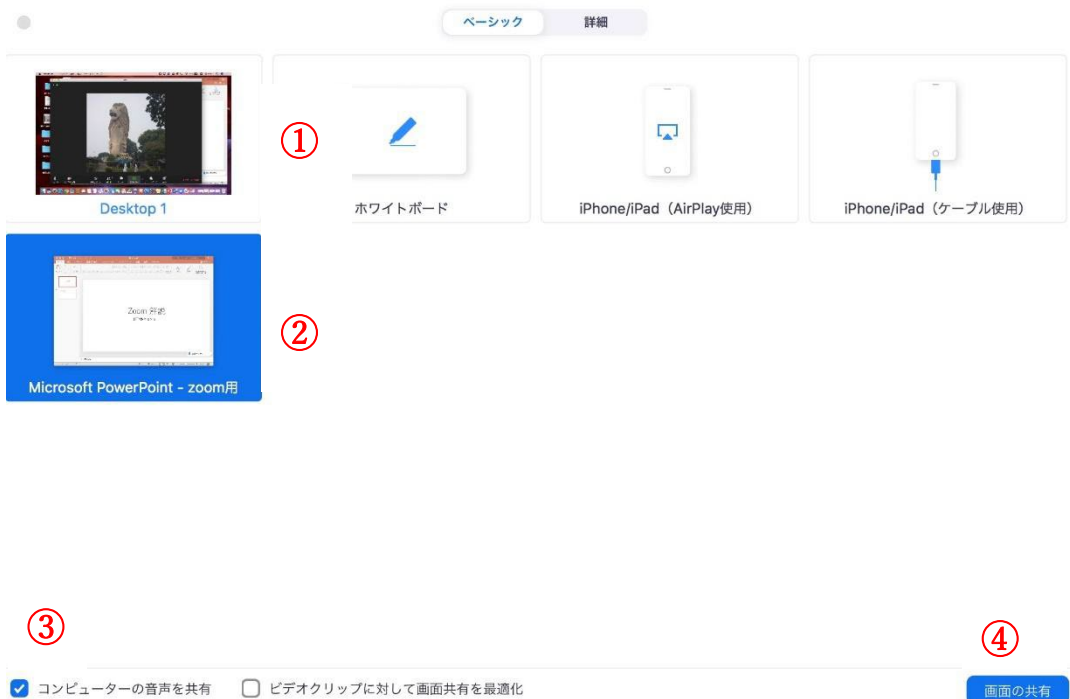 ベーシック 詳細
①
Desktop 1
ホワイトボード
iPhone/iPad（AirPlay使用）
iPhone/iPad（ケーブル使用）
②
Zoom 解説
Microsoft PowerPoint - zoom用
③
④
コンピューターの音声を共有
ビデオクリップに対して画面共有を最適化
画面の共有